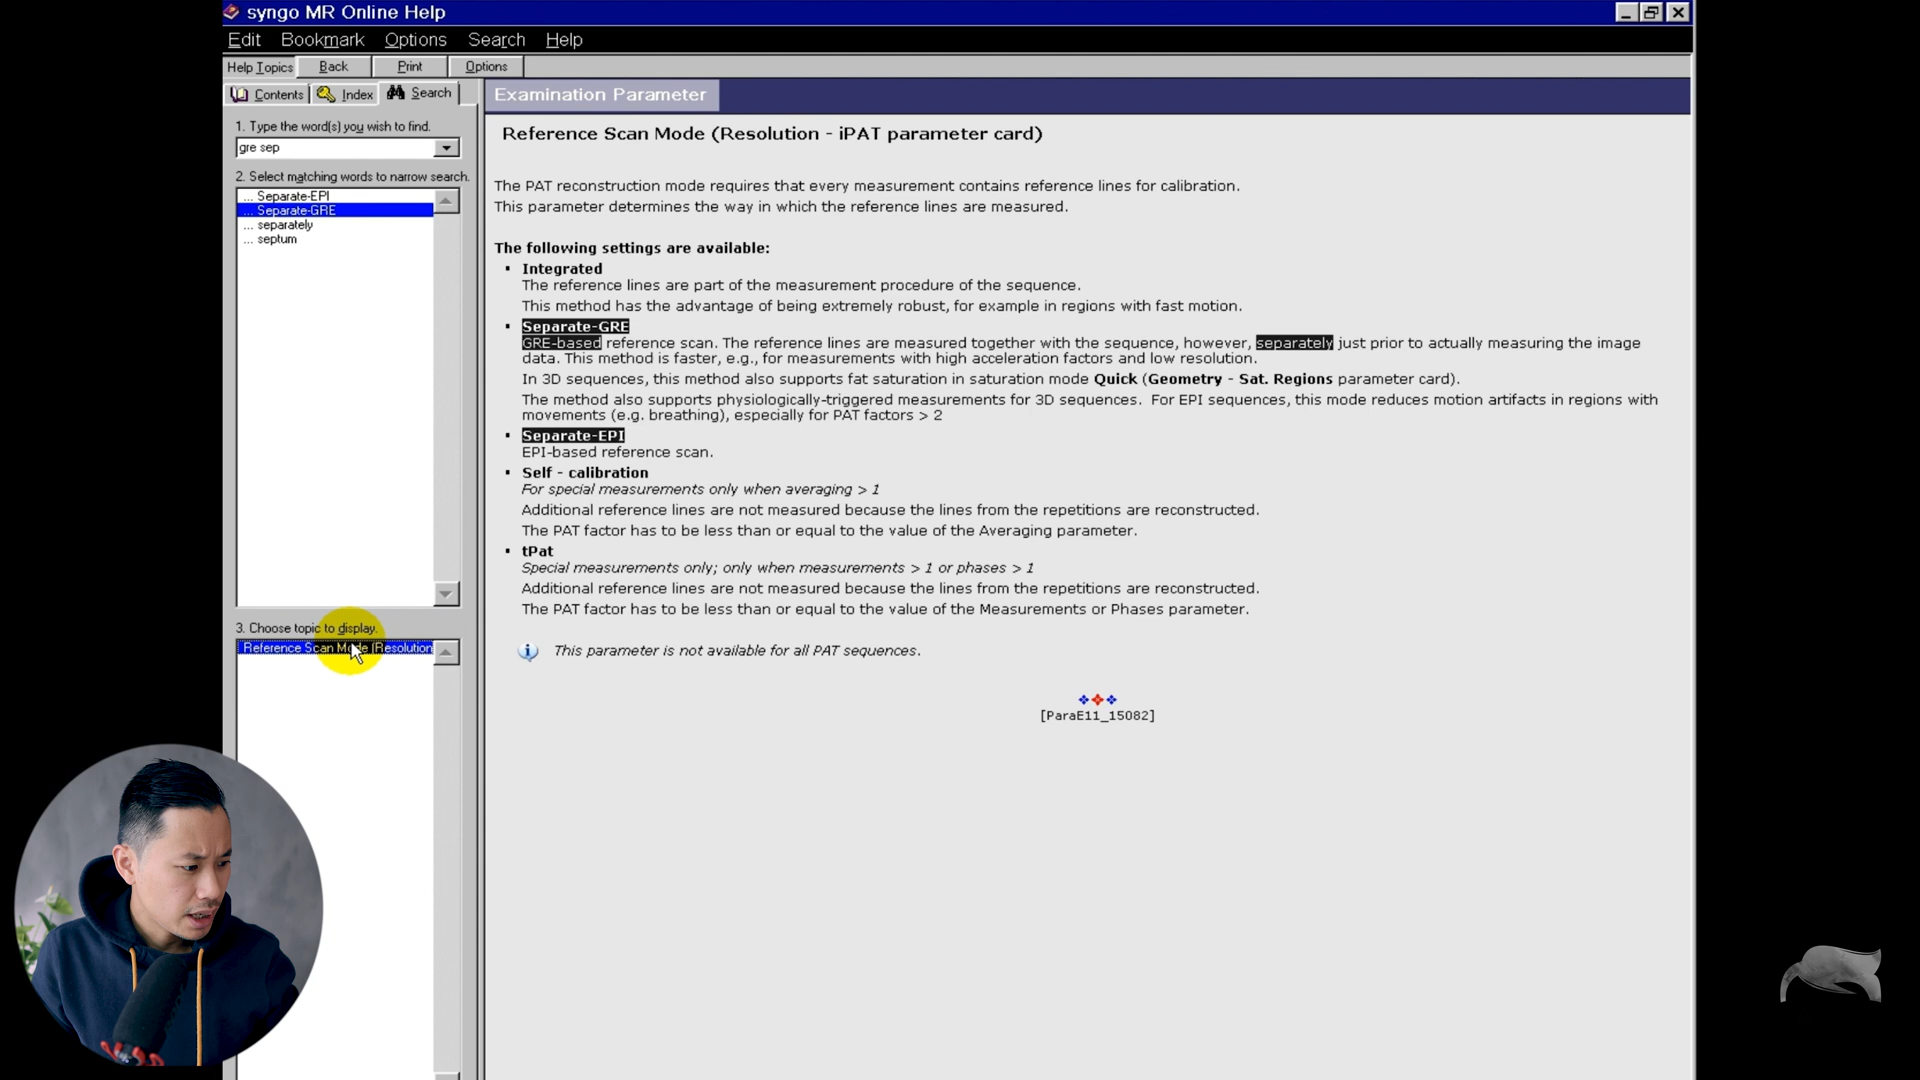 syngo MR Online Help
Edit Bookmark Options Search Help
Help Topics Back Print Options
Contents Index Search
1. Type the word(s) you wish to find.
gre sep
2. Select matching words to narrow search.
... Separate-EPI
... Separate-GRE
... separately
... septum
3. Choose topic to display.
Reference Scan Mode (Resolution
Examination Parameter
Reference Scan Mode (Resolution - iPAT parameter card)
The PAT reconstruction mode requires that every measurement contains reference lines for calibration.
This parameter determines the way in which the reference lines are measured.
The following settings are available:
▪ Integrated
The reference lines are part of the measurement procedure of the sequence.
This method has the advantage of being extremely robust, for example in regions with fast motion.
▪ Separate-GRE
GRE-based reference scan. The reference lines are measured together with the sequence, however, separately just prior to actually measuring the image
data. This method is faster, e.g., for measurements with high acceleration factors and low resolution.
In 3D sequences, this method also supports fat saturation in saturation mode Quick (Geometry - Sat. Regions parameter card).
The method also supports physiologically-triggered measurements for 3D sequences. For EPI sequences, this mode reduces motion artifacts in regions with
movements (e.g. breathing), especially for PAT factors > 2
▪ Separate-EPI
EPI-based reference scan.
▪ Self - calibration
For special measurements only when averaging > 1
Additional reference lines are not measured because the lines from the repetitions are reconstructed.
The PAT factor has to be less than or equal to the value of the Averaging parameter.
▪ tPat
Special measurements only; only when measurements > 1 or phases > 1
Additional reference lines are not measured because the lines from the repetitions are reconstructed.
The PAT factor has to be less than or equal to the value of the Measurements or Phases parameter.
This parameter is not available for all PAT sequences.
[ParaE11_15082]